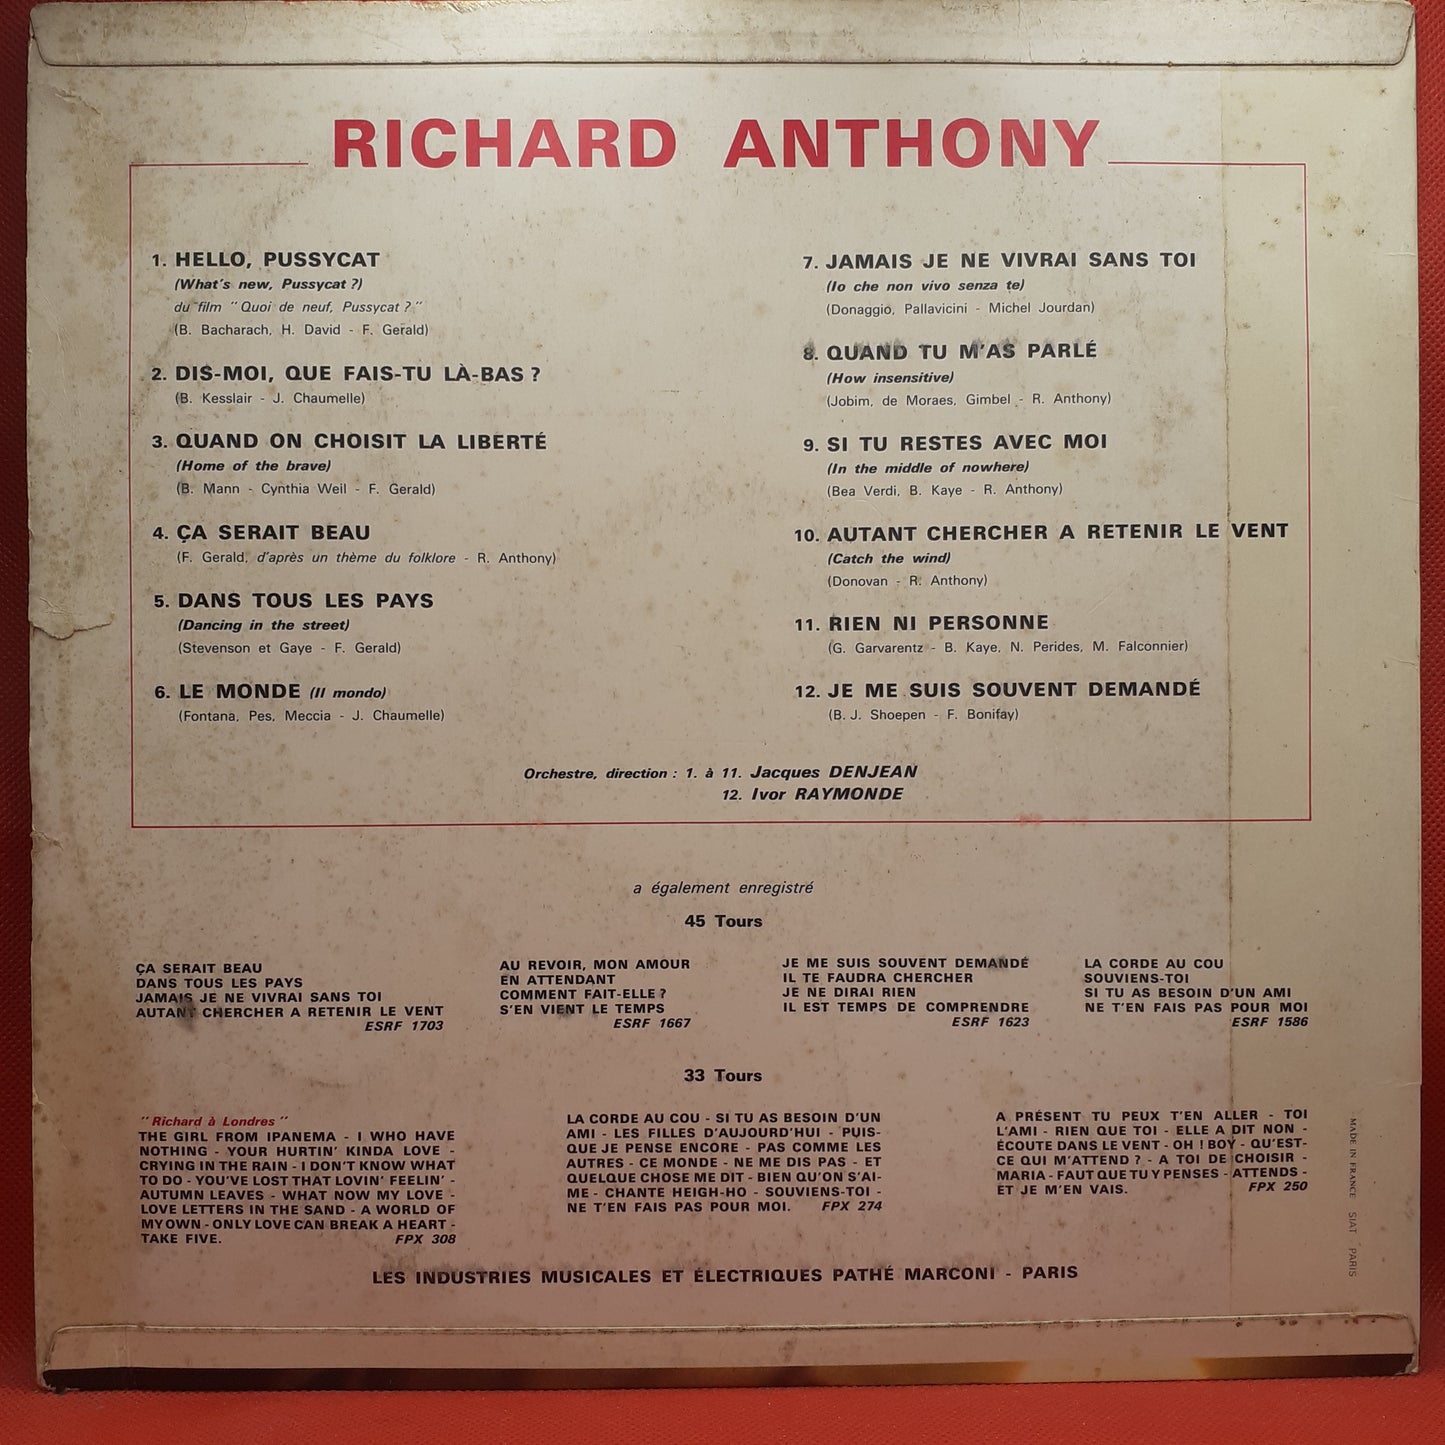 RICHARD ANTHONY
1. HELLO, PUSSYCAT
(What's new, Pussycat ?)
du film "Quoi de neuf, Pussycat ?"
(B. Bacharach, H. David - F. Gerald)
2. DIS-MOI, QUE FAIS-TU LÀ-BAS ?
(B. Kesslair - J. Chaumelle)
3. QUAND ON CHOISIT LA LIBERTÉ
(Home of the brave)
(B. Mann - Cynthia Weil - F. Gerald)
4. ÇA SERAIT BEAU
(F. Gerald, d'après un thème du folklore - R. Anthony)
5. DANS TOUS LES PAYS
(Dancing in the street)
(Stevenson et Gaye - F. Gerald)
6. LE MONDE (Il mondo)
(Fontana, Pes, Meccia - J. Chaumelle)
7. JAMAIS JE NE VIVRAI SANS TOI
(Io che non vivo senza te)
(Donaggio, Pallavicini - Michel Jourdan)
8. QUAND TU M'AS PARLÉ
(How insensitive)
(Jobim, de Moraes, Gimbel - R. Anthony)
9. SI TU RESTES AVEC MOI
(In the middle of nowhere)
(Bea Verdi, B. Kaye - R. Anthony)
10. AUTANT CHERCHER A RETENIR LE VENT
(Catch the wind)
(Donovan - R. Anthony)
11. RIEN NI PERSONNE
(G. Garvarentz - B. Kaye, N. Perides, M. Falconnier)
12. JE ME SUIS SOUVENT DEMANDÉ
(B. J. Shoepen - F. Bonifay)
Orchestre, direction : 1. à 11. Jacques DENJEAN
12. Ivor RAYMONDE
a également enregistré
45 Tours
ÇA SERAIT BEAU
DANS TOUS LES PAYS
JAMAIS JE NE VIVRAI SANS TOI
AUTANT CHERCHER A RETENIR LE VENT
ESRF 1703
AU REVOIR, MON AMOUR
EN ATTENDANT
COMMENT FAIT-ELLE ?
S'EN VIENT LE TEMPS
ESRF 1667
JE ME SUIS SOUVENT DEMANDÉ
IL TE FAUDRA CHERCHER
JE NE DIRAI RIEN
IL EST TEMPS DE COMPRENDRE
ESRF 1623
LA CORDE AU COU
SOUVIENS-TOI
SI TU AS BESOIN D'UN AMI
NE T'EN FAIS PAS POUR MOI
ESRF 1586
33 Tours
"Richard à Londres"
THE GIRL FROM IPANEMA - I WHO HAVE
NOTHING - YOUR HURTIN' KINDA LOVE -
CRYING IN THE RAIN - I DON'T KNOW WHAT
TO DO - YOU'VE LOST THAT LOVIN' FEELIN' -
AUTUMN LEAVES - WHAT NOW MY LOVE -
LOVE LETTERS IN THE SAND - A WORLD OF
MY OWN - ONLY LOVE CAN BREAK A HEART -
TAKE FIVE. FPX 308
LA CORDE AU COU - SI TU AS BESOIN D'UN
AMI - LES FILLES D'AUJOURD'HUI - PUIS-
QUE JE PENSE ENCORE - PAS COMME LES
AUTRES - CE MONDE - NE ME DIS PAS - ET
QUELQUE CHOSE ME DIT - BIEN QU'ON S'AI-
ME - CHANTE HEIGH-HO - SOUVIENS-TOI -
NE T'EN FAIS PAS POUR MOI. FPX 274
A PRÉSENT TU PEUX T'EN ALLER - TOI
L'AMI - RIEN QUE TOI - ELLE A DIT NON -
ÉCOUTE DANS LE VENT - OH ! BOY - QU'EST-
CE QUI M'ATTEND ? - A TOI DE CHOISIR -
MARIA - FAUT QUE TU Y PENSES - ATTENDS -
ET JE M'EN VAIS. FPX 250
LES INDUSTRIES MUSICALES ET ÉLECTRIQUES PATHÉ MARCONI - PARIS
MADE IN FRANCE SIAT - PARIS